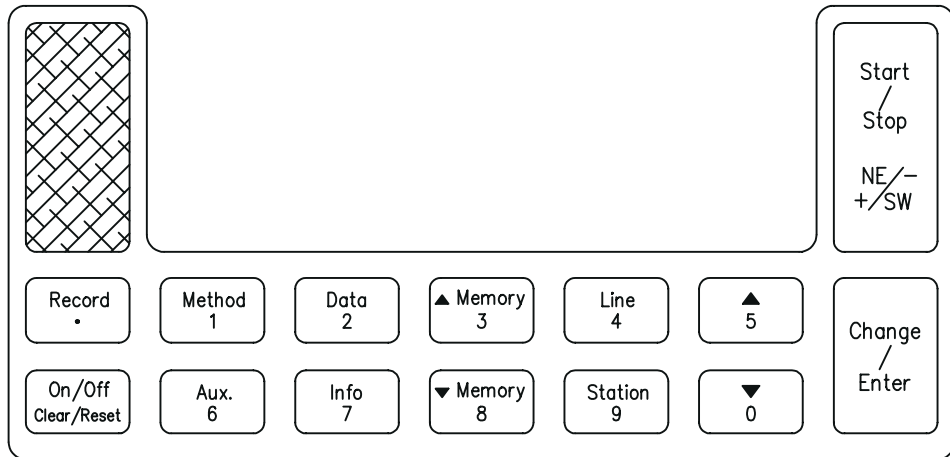 Start
/
Stop
NE/−
+/SW
Record
•
Method
1
Data
2
▲ Memory
3
Line
4
▲
5
Change
/
Enter
On/Off
Clear/Reset
Aux.
6
Info
7
▼ Memory
8
Station
9
▼
0